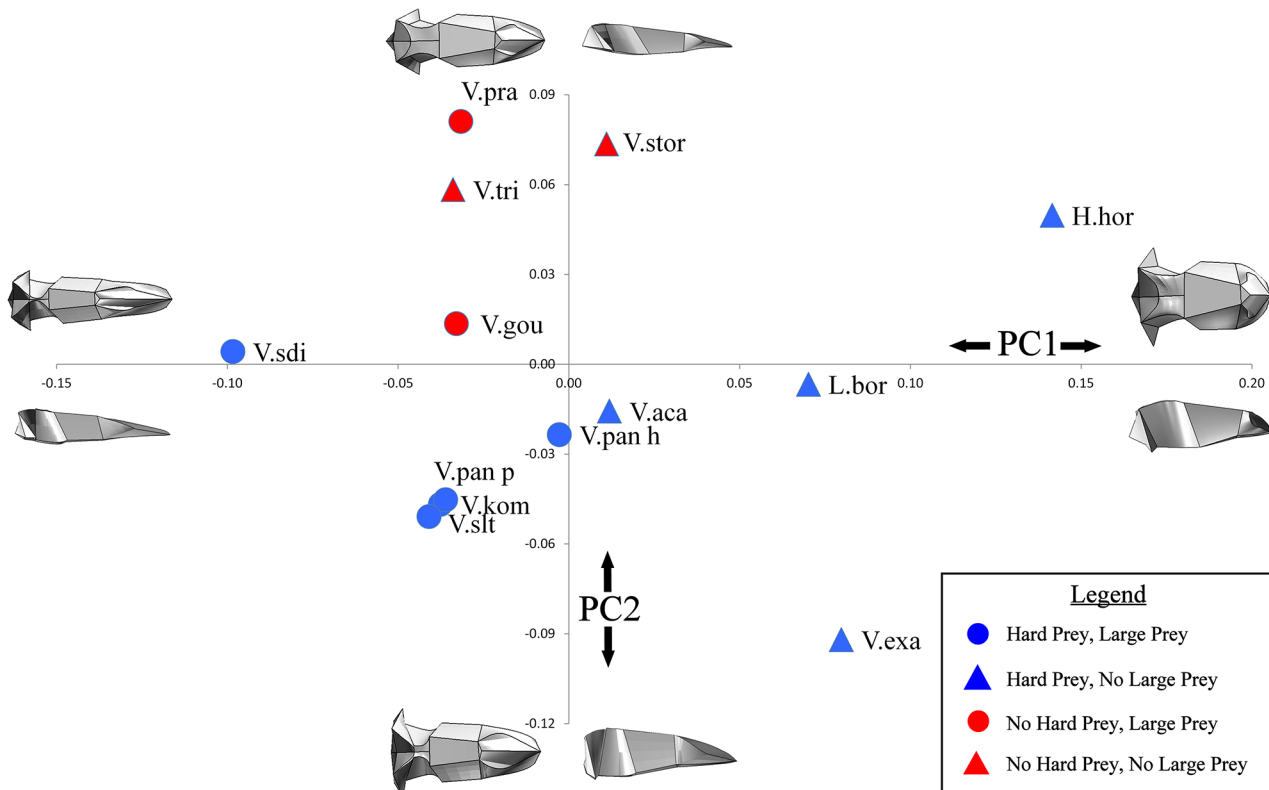 V.pra
0.09
V.stor
0.06
V.tri
H.hor
0.03
V.gou
V.sdi
PC1
0.00
-0.15
-0.10
-0.05
0.00
0.05
0.10
0.15
0.20
L.bor
V.aca
V.pan h
-0.03
V.pan p
V.kom
V.slt
-0.06
PC2
-0.09
V.exa
-0.12
Legend
Hard Prey, Large Prey
Hard Prey, No Large Prey
No Hard Prey, Large Prey
No Hard Prey, No Large Prey